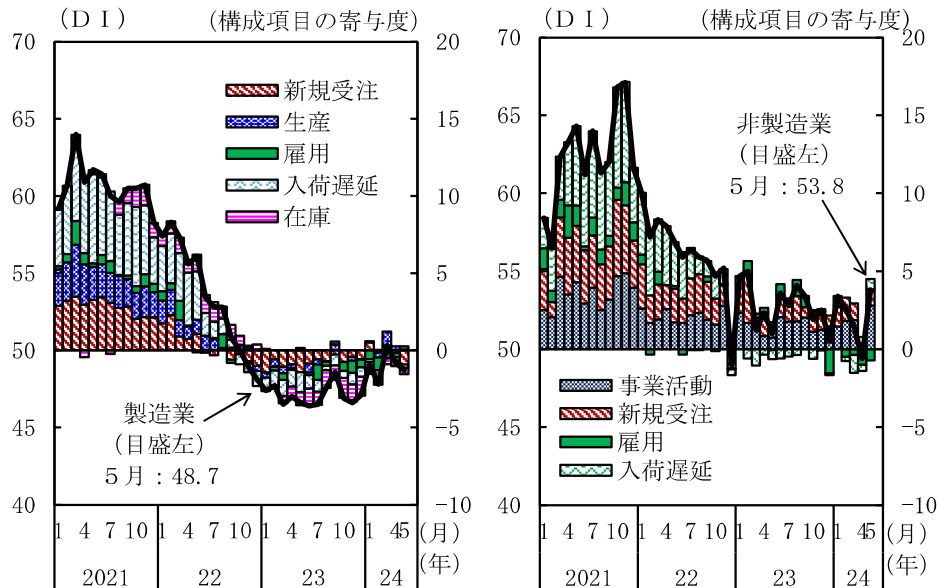 (ＤＩ)
(構成項目の寄与度)
70
65
60
55
50
45
40
20
15
10
5
0
−5
−10
新規受注
生産
雇用
入荷遅延
在庫
製造業
(目盛左)
５月：48.7
1 4 7 10 1 4 7 10 1 4 7 10 1 45 (月)
2021 22 23 24 (年)
(ＤＩ)
(構成項目の寄与度)
70
65
60
55
50
45
40
20
15
10
5
0
−5
−10
非製造業
(目盛左)
５月：53.8
事業活動
新規受注
雇用
入荷遅延
1 4 7 10 1 4 7 10 1 4 7 10 1 45 (月)
2021 22 23 24 (年)